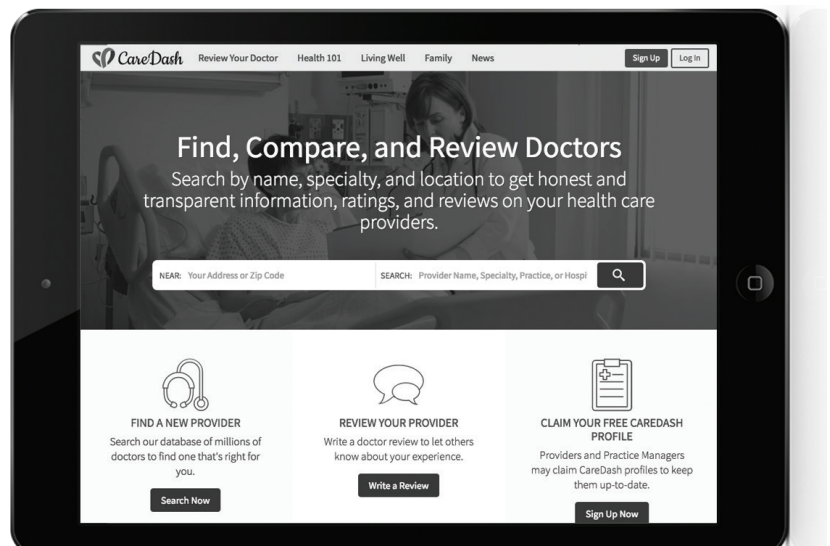 CareDash Review Your Doctor Health 101 Living Well Family News Sign Up Log In
Find, Compare, and Review Doctors
Search by name, specialty, and location to get honest and
transparent information, ratings, and reviews on your health care
providers.
NEAR: Your Address or Zip Code SEARCH: Provider Name, Specialty, Practice, or Hospi
FIND A NEW PROVIDER
Search our database of millions of
doctors to find one that's right for
you.
Search Now
REVIEW YOUR PROVIDER
Write a doctor review to let others
know about your experience.
Write a Review
CLAIM YOUR FREE CAREDASH
PROFILE
Providers and Practice Managers
may claim CareDash profiles to keep
them up-to-date.
Sign Up Now